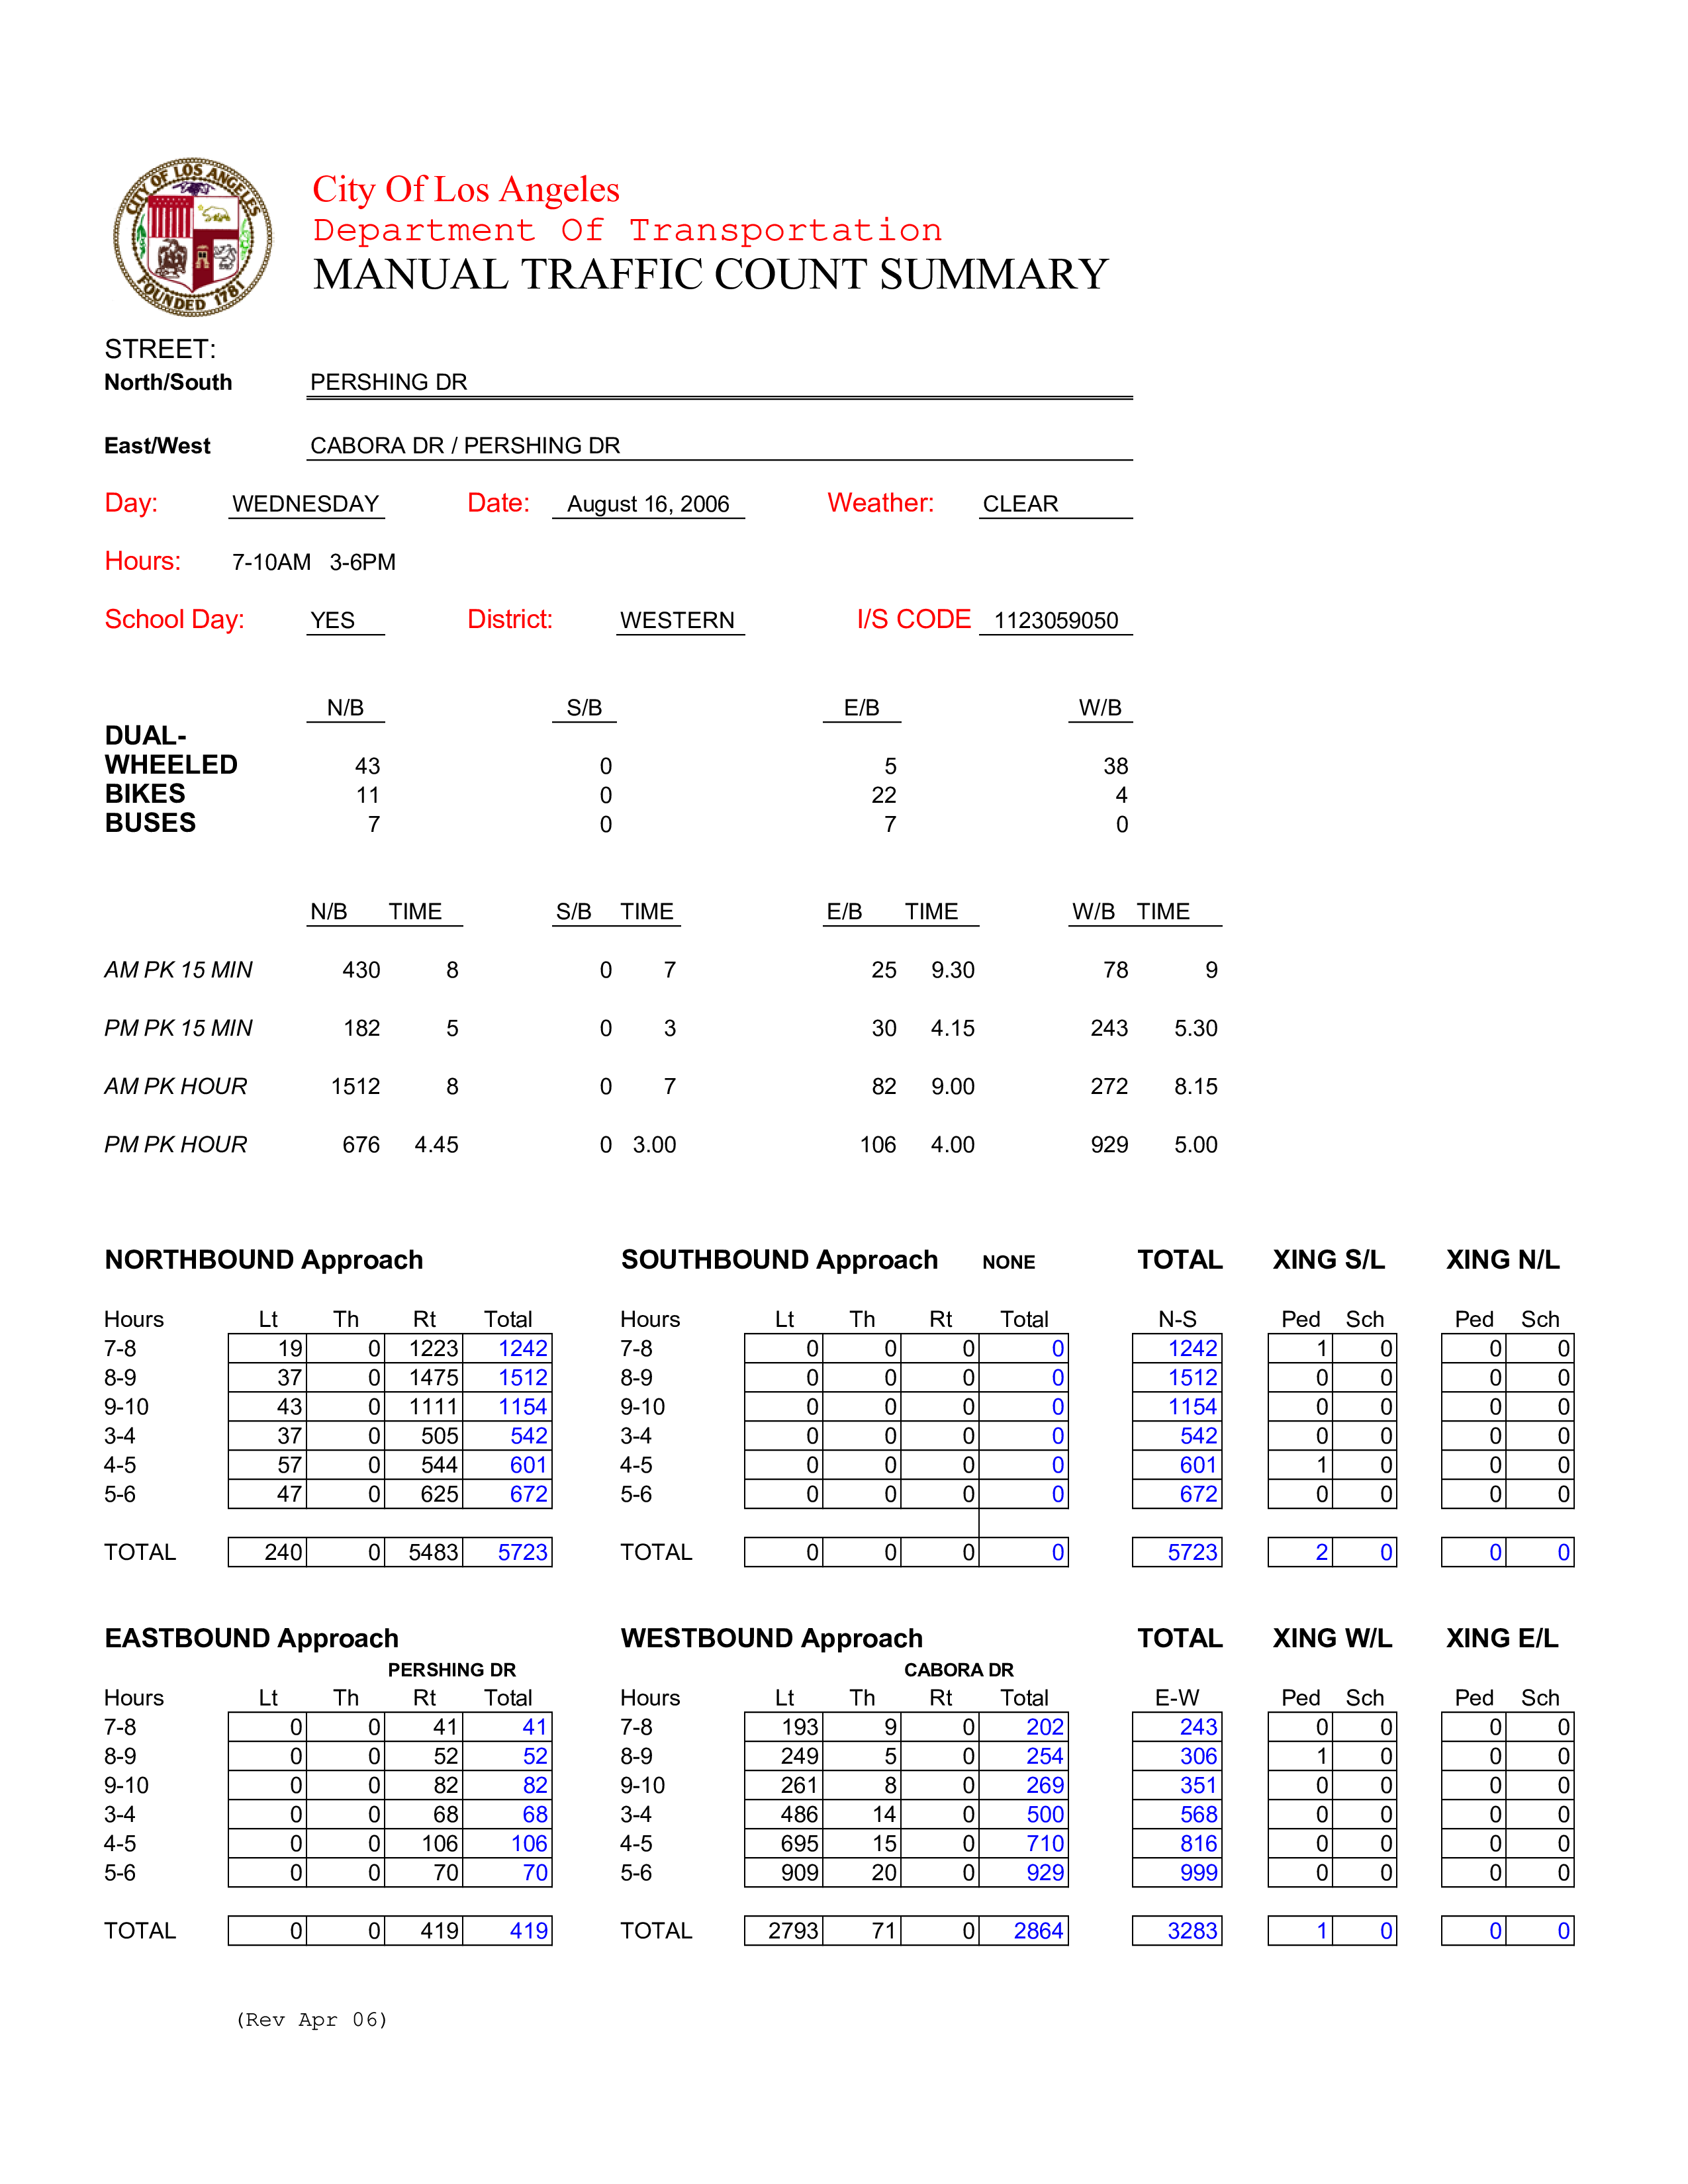 CITY OF LOS ANGELES
FOUNDED 1781
City Of Los Angeles
Department Of Transportation
MANUAL TRAFFIC COUNT SUMMARY
STREET:
North/South PERSHING DR
East/West CABORA DR / PERSHING DR
Day: WEDNESDAY Date: August 16, 2006 Weather: CLEAR
Hours: 7-10AM 3-6PM
School Day: YES District: WESTERN I/S CODE 1123059050
N/B S/B E/B W/B
DUAL-
WHEELED 43 0 5 38
BIKES 11 0 22 4
BUSES 7 0 7 0
N/B TIME S/B TIME E/B TIME W/B TIME
AM PK 15 MIN 430 8 0 7 25 9.30 78 9
PM PK 15 MIN 182 5 0 3 30 4.15 243 5.30
AM PK HOUR 1512 8 0 7 82 9.00 272 8.15
PM PK HOUR 676 4.45 0 3.00 106 4.00 929 5.00
NORTHBOUND Approach SOUTHBOUND Approach NONE TOTAL XING S/L XING N/L
Hours Lt Th Rt Total Hours Lt Th Rt Total N-S Ped Sch Ped Sch
7-8 19 0 1223 1242 7-8 0 0 0 0 1242 1 0 0 0
8-9 37 0 1475 1512 8-9 0 0 0 0 1512 0 0 0 0
9-10 43 0 1111 1154 9-10 0 0 0 0 1154 0 0 0 0
3-4 37 0 505 542 3-4 0 0 0 0 542 0 0 0 0
4-5 57 0 544 601 4-5 0 0 0 0 601 1 0 0 0
5-6 47 0 625 672 5-6 0 0 0 0 672 0 0 0 0
TOTAL 240 0 5483 5723 TOTAL 0 0 0 0 5723 2 0 0 0
EASTBOUND Approach WESTBOUND Approach TOTAL XING W/L XING E/L
PERSHING DR CABORA DR
Hours Lt Th Rt Total Hours Lt Th Rt Total E-W Ped Sch Ped Sch
7-8 0 0 41 41 7-8 193 9 0 202 243 0 0 0 0
8-9 0 0 52 52 8-9 249 5 0 254 306 1 0 0 0
9-10 0 0 82 82 9-10 261 8 0 269 351 0 0 0 0
3-4 0 0 68 68 3-4 486 14 0 500 568 0 0 0 0
4-5 0 0 106 106 4-5 695 15 0 710 816 0 0 0 0
5-6 0 0 70 70 5-6 909 20 0 929 999 0 0 0 0
TOTAL 0 0 419 419 TOTAL 2793 71 0 2864 3283 1 0 0 0
(Rev Apr 06)